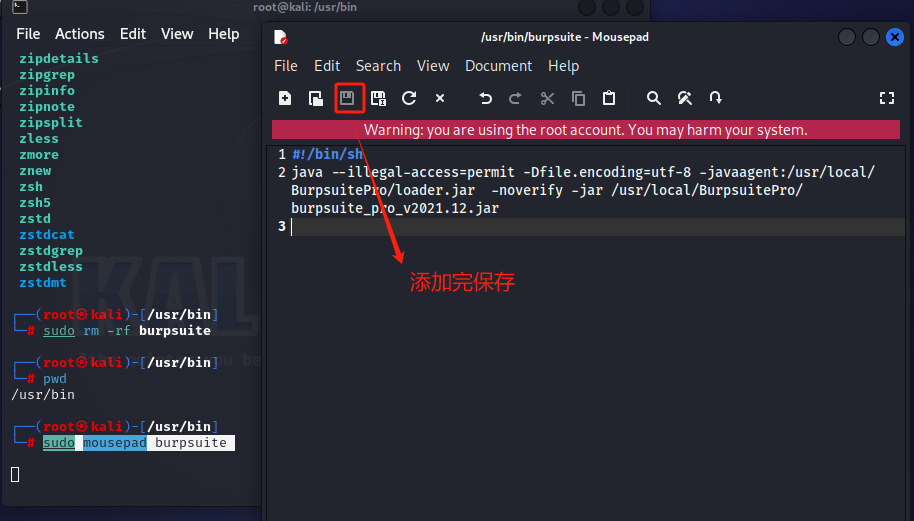 root@kali: /usr/bin
File Actions Edit View Help
zipdetails
zipgrep
zipinfo
zipnote
zipsplit
zless
zmore
znew
zsh
zsh5
zstd
zstdcat
zstdgrep
zstdless
zstdmt
┌──(root㉿kali)-[/usr/bin]
└─# sudo rm -rf burpsuite
┌──(root㉿kali)-[/usr/bin]
└─# pwd
/usr/bin
┌──(root㉿kali)-[/usr/bin]
└─# sudo mousepad burpsuite
/usr/bin/burpsuite - Mousepad
File Edit Search View Document Help
Warning: you are using the root account. You may harm your system.
1 #!/bin/sh
2 java --illegal-access=permit -Dfile.encoding=utf-8 -javaagent:/usr/local/
BurpsuitePro/loader.jar  -noverify -jar /usr/local/BurpsuitePro/
burpsuite_pro_v2021.12.jar
3
添加完保存